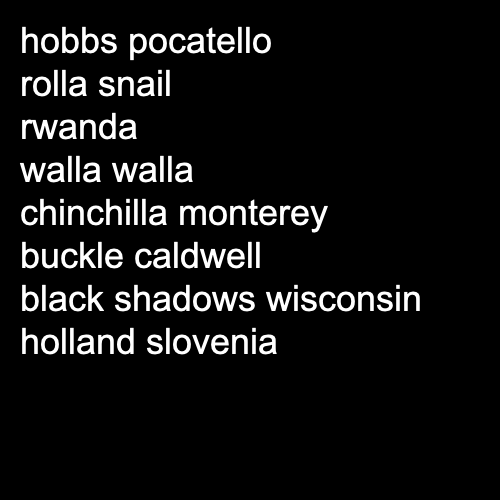 hobbs pocatello
rolla snail
rwanda
walla walla
chinchilla monterey
buckle caldwell
black shadows wisconsin
holland slovenia